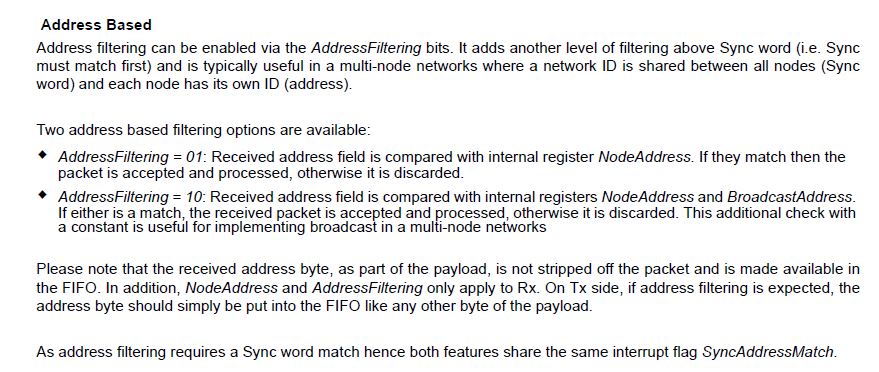 Address Based
Address filtering can be enabled via the AddressFiltering bits. It adds another level of filtering above Sync word (i.e. Sync
must match first) and is typically useful in a multi-node networks where a network ID is shared between all nodes (Sync
word) and each node has its own ID (address).
Two address based filtering options are available:
◆ AddressFiltering = 01: Received address field is compared with internal register NodeAddress. If they match then the
packet is accepted and processed, otherwise it is discarded.
◆ AddressFiltering = 10: Received address field is compared with internal registers NodeAddress and BroadcastAddress.
If either is a match, the received packet is accepted and processed, otherwise it is discarded. This additional check with
a constant is useful for implementing broadcast in a multi-node networks
Please note that the received address byte, as part of the payload, is not stripped off the packet and is made available in
the FIFO. In addition, NodeAddress and AddressFiltering only apply to Rx. On Tx side, if address filtering is expected, the
address byte should simply be put into the FIFO like any other byte of the payload.
As address filtering requires a Sync word match hence both features share the same interrupt flag SyncAddressMatch.